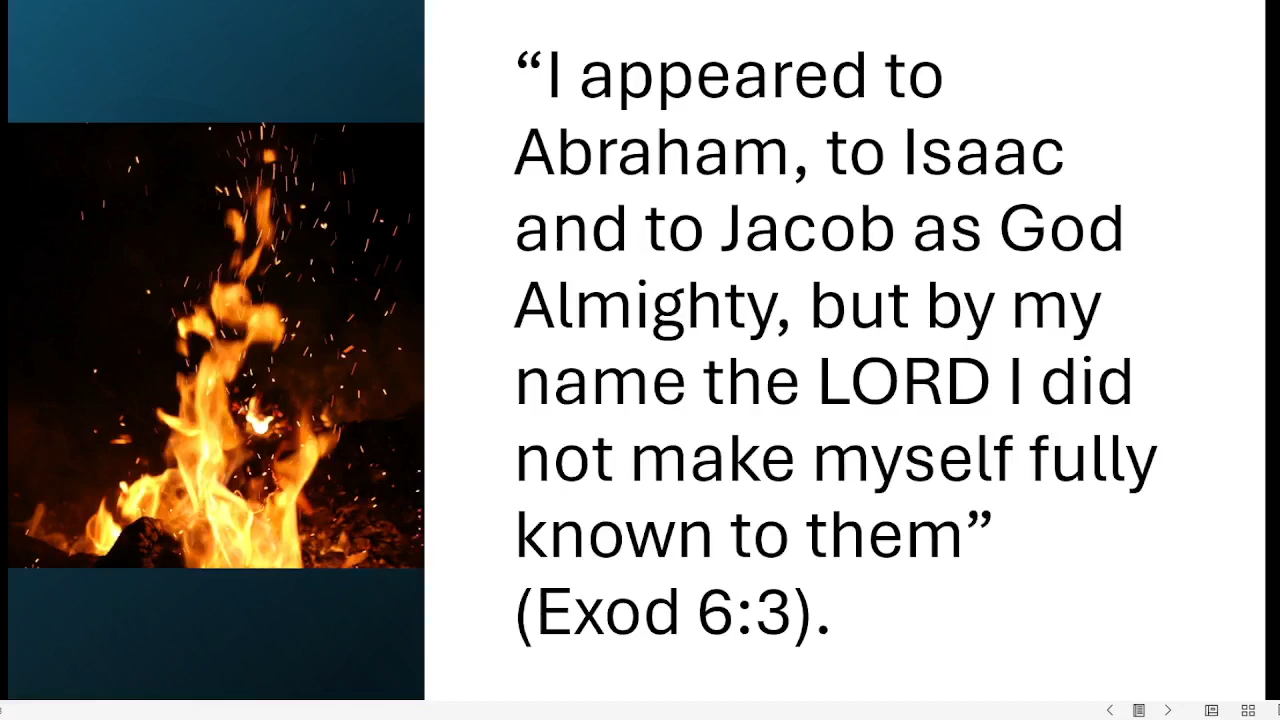 “I appeared to
Abraham, to Isaac
and to Jacob as God
Almighty, but by my
name the LORD I did
not make myself fully
known to them”
(Exod 6:3).